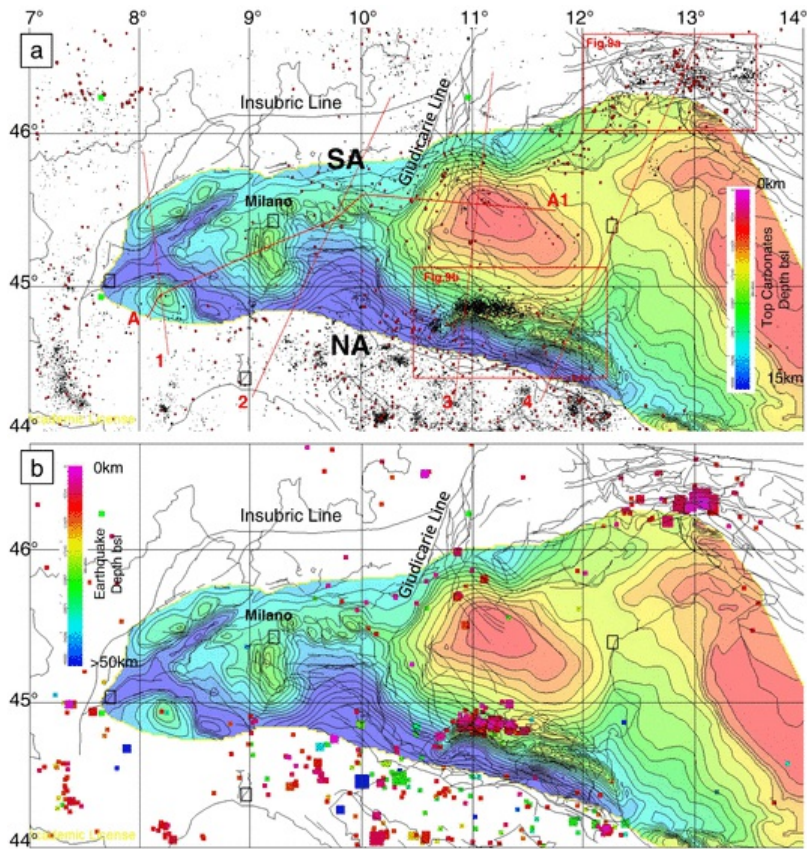 7° 8° 9° 10° 11° 12° 13° 14°
a
Fig.9a
Insubric Line
Giudicarie Line
46°
SA
0km
Milano
A1
Top Carbonates
Depth bsl
45°
Fig.9b
A
NA
1
15km
2 3 4
44°
b
0km
Insubric Line
Giudicarie Line
Earthquake
Depth bsl
46°
Milano
>50km
45°
44°